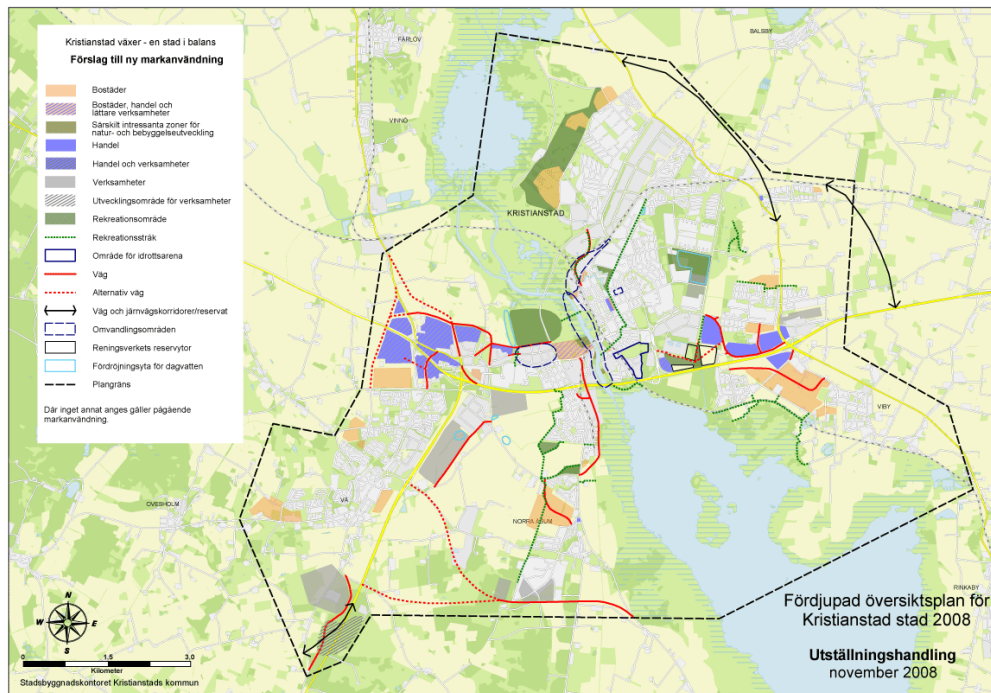 Kristianstad växer - en stad i balans
Förslag till ny markanvändning
Bostäder
Bostäder, handel och
lättare verksamheter
Särskilt intressanta zoner för
natur- och bebyggelseutveckling
Handel
Handel och verksamheter
Verksamheter
Utvecklingsområde för verksamheter
Rekreationsområde
Rekreationsstråk
Område för idrottsarena
Väg
Alternativ väg
Väg och järnvägskorridorer/reservat
Omvandlingsområden
Reningsverkets reservytor
Fördröjningsyta för dagvatten
Plangräns
Där inget annat anges gäller pågående
markanvändning.
FÄRLÖV
BALSBY
VINNÖ
KRISTIANSTAD
VIBY
ÖVESHOLM
VÄ
NORRA ÅSUM
RINKABY
N
W
E
S
0
1,5
3,0
Kilometer
Stadsbyggnadskontoret Kristianstads kommun
Fördjupad översiktsplan för
Kristianstad stad 2008
Utställningshandling
november 2008